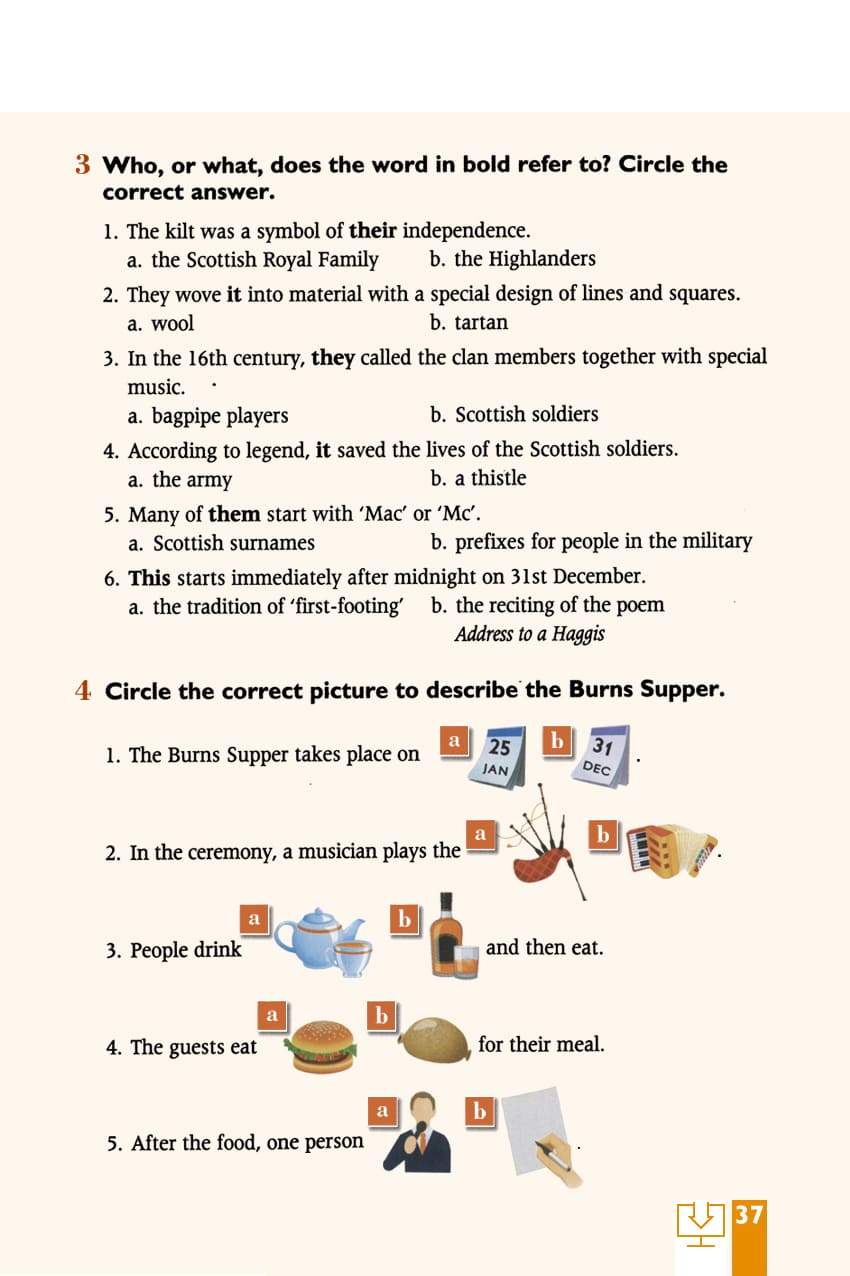 3 Who, or what, does the word in bold refer to? Circle the
correct answer.
1. The kilt was a symbol of their independence.
a. the Scottish Royal Family b. the Highlanders
2. They wove it into material with a special design of lines and squares.
a. wool b. tartan
3. In the 16th century, they called the clan members together with special
music.
a. bagpipe players b. Scottish soldiers
4. According to legend, it saved the lives of the Scottish soldiers.
a. the army b. a thistle
5. Many of them start with ‘Mac’ or ‘Mc’.
a. Scottish surnames b. prefixes for people in the military
6. This starts immediately after midnight on 31st December.
a. the tradition of ‘first-footing’ b. the reciting of the poem
Address to a Haggis
4 Circle the correct picture to describe the Burns Supper.
1. The Burns Supper takes place on a 25 JAN b 31 DEC .
2. In the ceremony, a musician plays the a b .
3. People drink a b and then eat.
4. The guests eat a b for their meal.
5. After the food, one person a b .
37